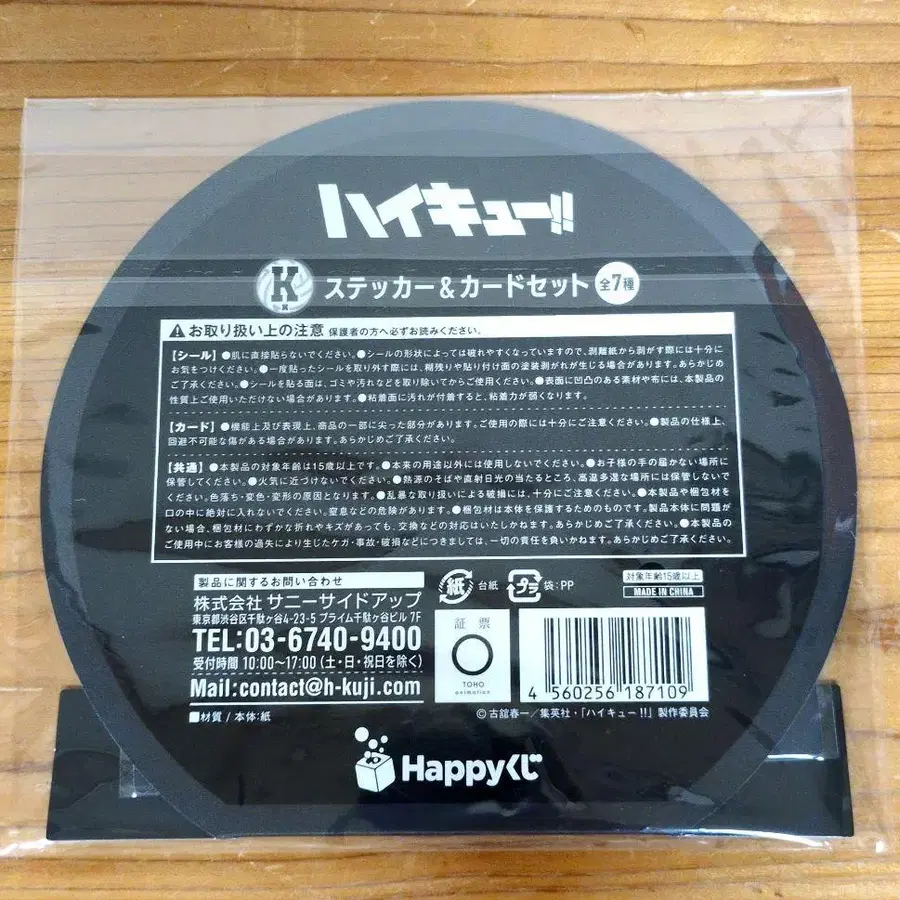 ハイキュー!!
K 賞 ステッカー&カードセット 全7種
お取り扱い上の注意 保護者の方へ必ずお読みください。
【シール】●肌に直接貼らないでください。●シールの形状によっては破れやすくなっていますので、剥離紙から剥がす際には十分に
お気をつけください。●一度貼ったシールを取り外す際には、糊残りや貼り付け面の塗装剥がれが生じる場合があります。あらかじめ
ご了承ください。●シールを貼る面は、ゴミや汚れなどを取り除いてからご使用ください。●表面に凹凸のある素材や布には、本製品の
性質上ご使用いただけない場合があります。●粘着面に汚れが付着すると、粘着力が弱くなります。
【カード】●機能上及び表現上、商品の一部に尖った部分があります。ご使用の際には十分にご注意ください。●製品の仕様上、
回避不可能な傷がある場合があります。あらかじめご了承ください。
【共通】●本製品の対象年齢は15歳以上です。●本来の用途以外には使用しないでください。●お子様の手の届かない場所に
保管してください。●火気に近づけないでください。●熱源のそばや直射日光の当たるところ、高温多湿な場所には保管しないで
ください。色落ち・変色・変形の原因となります。●乱暴な取り扱いによる破損には、十分にご注意ください。●本製品や梱包材を
口の中に絶対に入れないでください。窒息などの危険があります。●梱包材は本体を保護するためのものです。製品本体に問題が
ない場合、梱包材にわずかな折れやキズがあっても、交換などの対応はいたしかねます。あらかじめご了承ください。●本製品の
ご使用中にお客様の過失により生じたケガ・事故・破損などにつきましては、一切の責任を負いかねます。あらかじめご了承ください。
製品に関するお問い合わせ
株式会社 サニーサイドアップ
東京都渋谷区千駄ヶ谷4-23-5 プライム千駄ヶ谷ビル 7F
TEL:03-6740-9400
受付時間 10:00〜17:00 (土・日・祝日を除く)
Mail:contact@h-kuji.com
■材質/本体:紙
紙 台紙 プラ 袋:PP
対象年齢15歳以上
MADE IN CHINA
証票
TOHO
animation
4 560256 187109
©古舘春一/集英社・「ハイキュー!!」製作委員会
Happyくじ